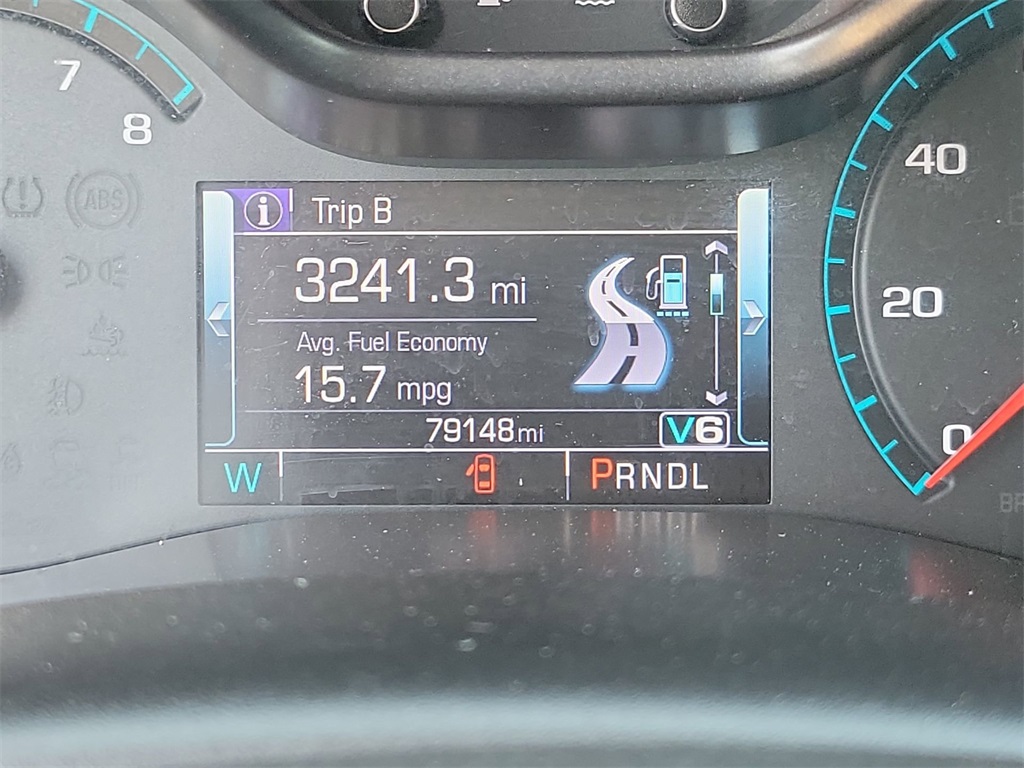 7
8
ABS
40
20
0
i Trip B
3241.3 mi
Avg. Fuel Economy
15.7 mpg
79148mi V6
W PRNDL